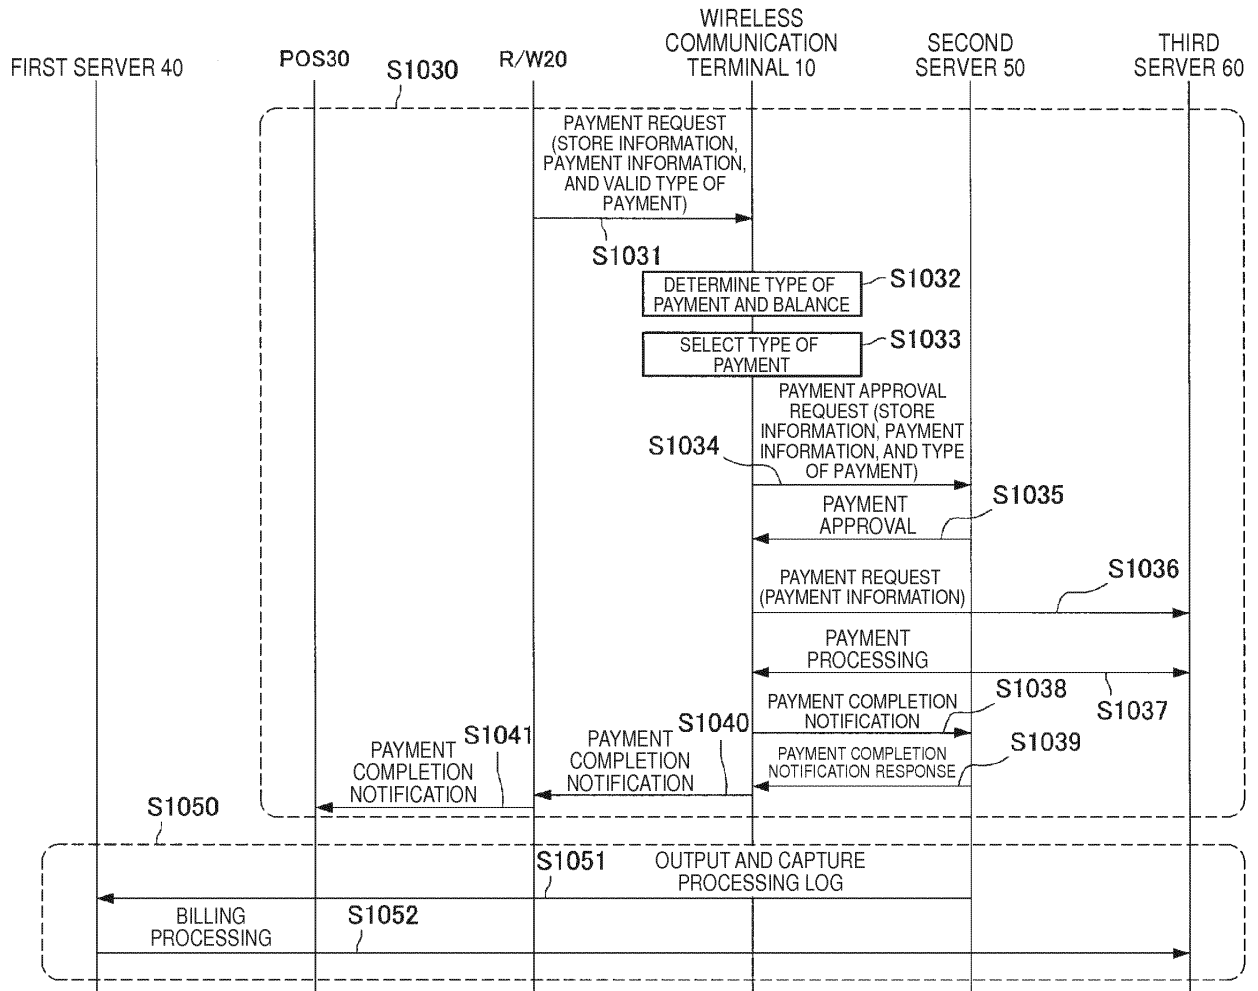 FIRST SERVER 40
POS30
R/W20
WIRELESS
COMMUNICATION
TERMINAL 10
SECOND
SERVER 50
THIRD
SERVER 60
S1030
PAYMENT REQUEST
(STORE INFORMATION,
PAYMENT INFORMATION,
AND VALID TYPE OF
PAYMENT)
S1031
DETERMINE TYPE OF
PAYMENT AND BALANCE
S1032
SELECT TYPE OF
PAYMENT
S1033
PAYMENT APPROVAL
REQUEST (STORE
INFORMATION, PAYMENT
INFORMATION, AND TYPE
OF PAYMENT)
S1034
PAYMENT
APPROVAL
S1035
PAYMENT REQUEST
(PAYMENT INFORMATION)
S1036
PAYMENT
PROCESSING
S1037
PAYMENT COMPLETION
NOTIFICATION
S1038
PAYMENT COMPLETION
NOTIFICATION RESPONSE
S1039
PAYMENT
COMPLETION
NOTIFICATION
S1040
PAYMENT
COMPLETION
NOTIFICATION
S1041
S1050
OUTPUT AND CAPTURE
PROCESSING LOG
S1051
BILLING
PROCESSING
S1052